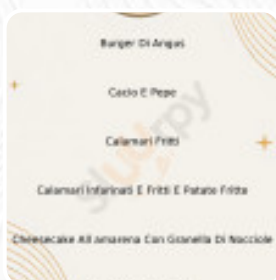 Burger Di Angus
Cacio E Pepe
Calamari Fritti
Calamari Infarinati E Fritti E Patate Fritte
Cheesecake All amarena Con Granella Di Nocciole